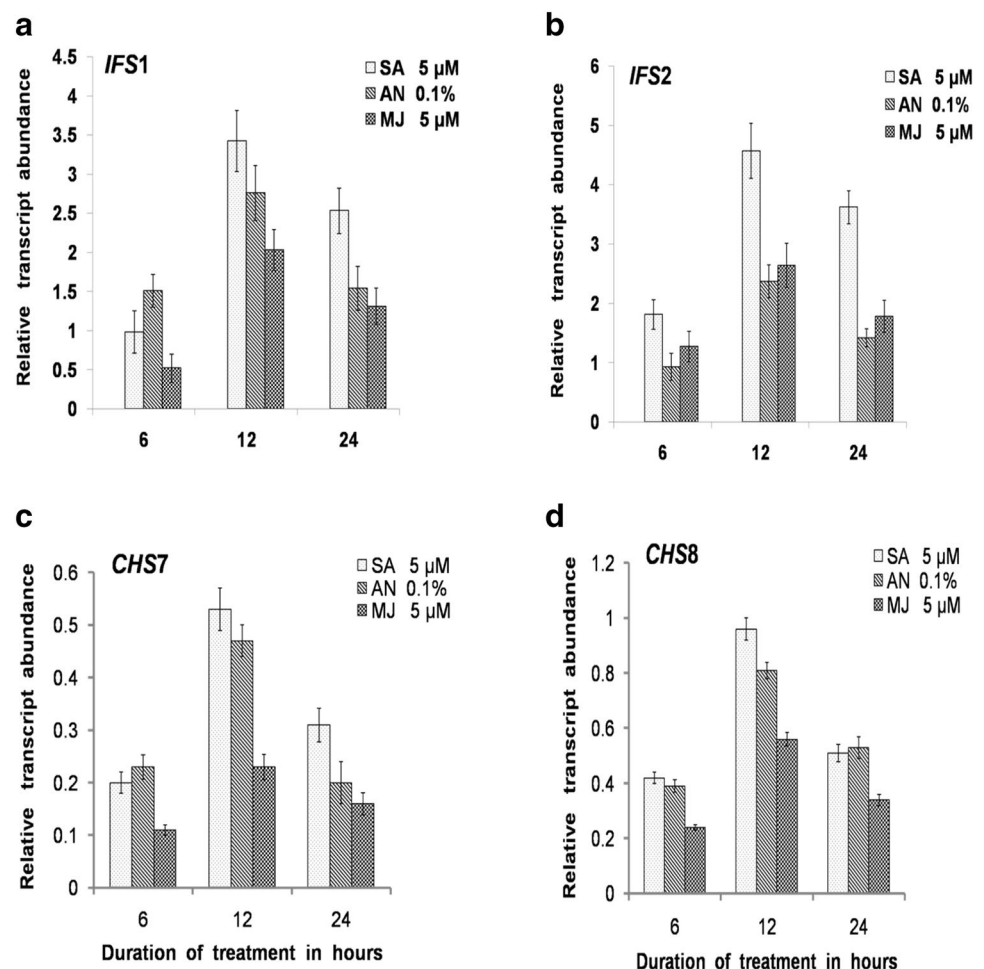 a
IFS1
SA 5 µM
AN 0.1%
MJ 5 µM
Relative transcript abundance
4.5
4
3.5
3
2.5
2
1.5
1
0.5
0
6 12 24
b
IFS2
SA 5 µM
AN 0.1%
MJ 5 µM
Relative transcript abundance
6
5
4
3
2
1
0
6 12 24
c
CHS7
SA 5 µM
AN 0.1%
MJ 5 µM
Relative transcript abundance
0.6
0.5
0.4
0.3
0.2
0.1
0
6 12 24
Duration of treatment in hours
d
CHS8
SA 5 µM
AN 0.1%
MJ 5 µM
Relative transcript abundance
1.2
1
0.8
0.6
0.4
0.2
0
6 12 24
Duration of treatment in hours